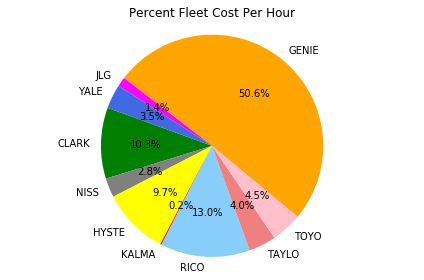 Percent Fleet Cost Per Hour
GENIE
50.6%
JLG
1.4%
YALE
3.5%
CLARK
10.3%
NISS
2.8%
HYSTE
9.7%
KALMA
0.2%
RICO
13.0%
TAYLO
4.0%
TOYO
4.5%